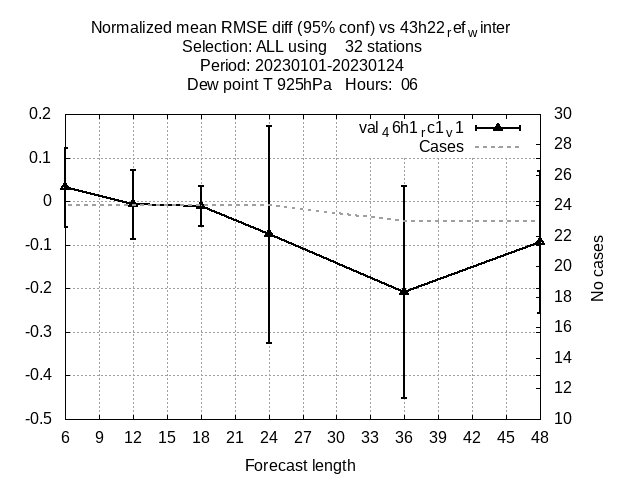 Normalized mean RMSE diff (95% conf) vs 43h22refwinter
Selection: ALL using 32 stations
Period: 20230101-20230124
Dew point T 925hPa Hours: 06
val46h1rc1v1
Cases
0.2
0.1
0
-0.1
-0.2
-0.3
-0.4
-0.5
30
28
26
24
22
20
18
16
14
12
10
No cases
6 9 12 15 18 21 24 27 30 33 36 39 42 45 48
Forecast length